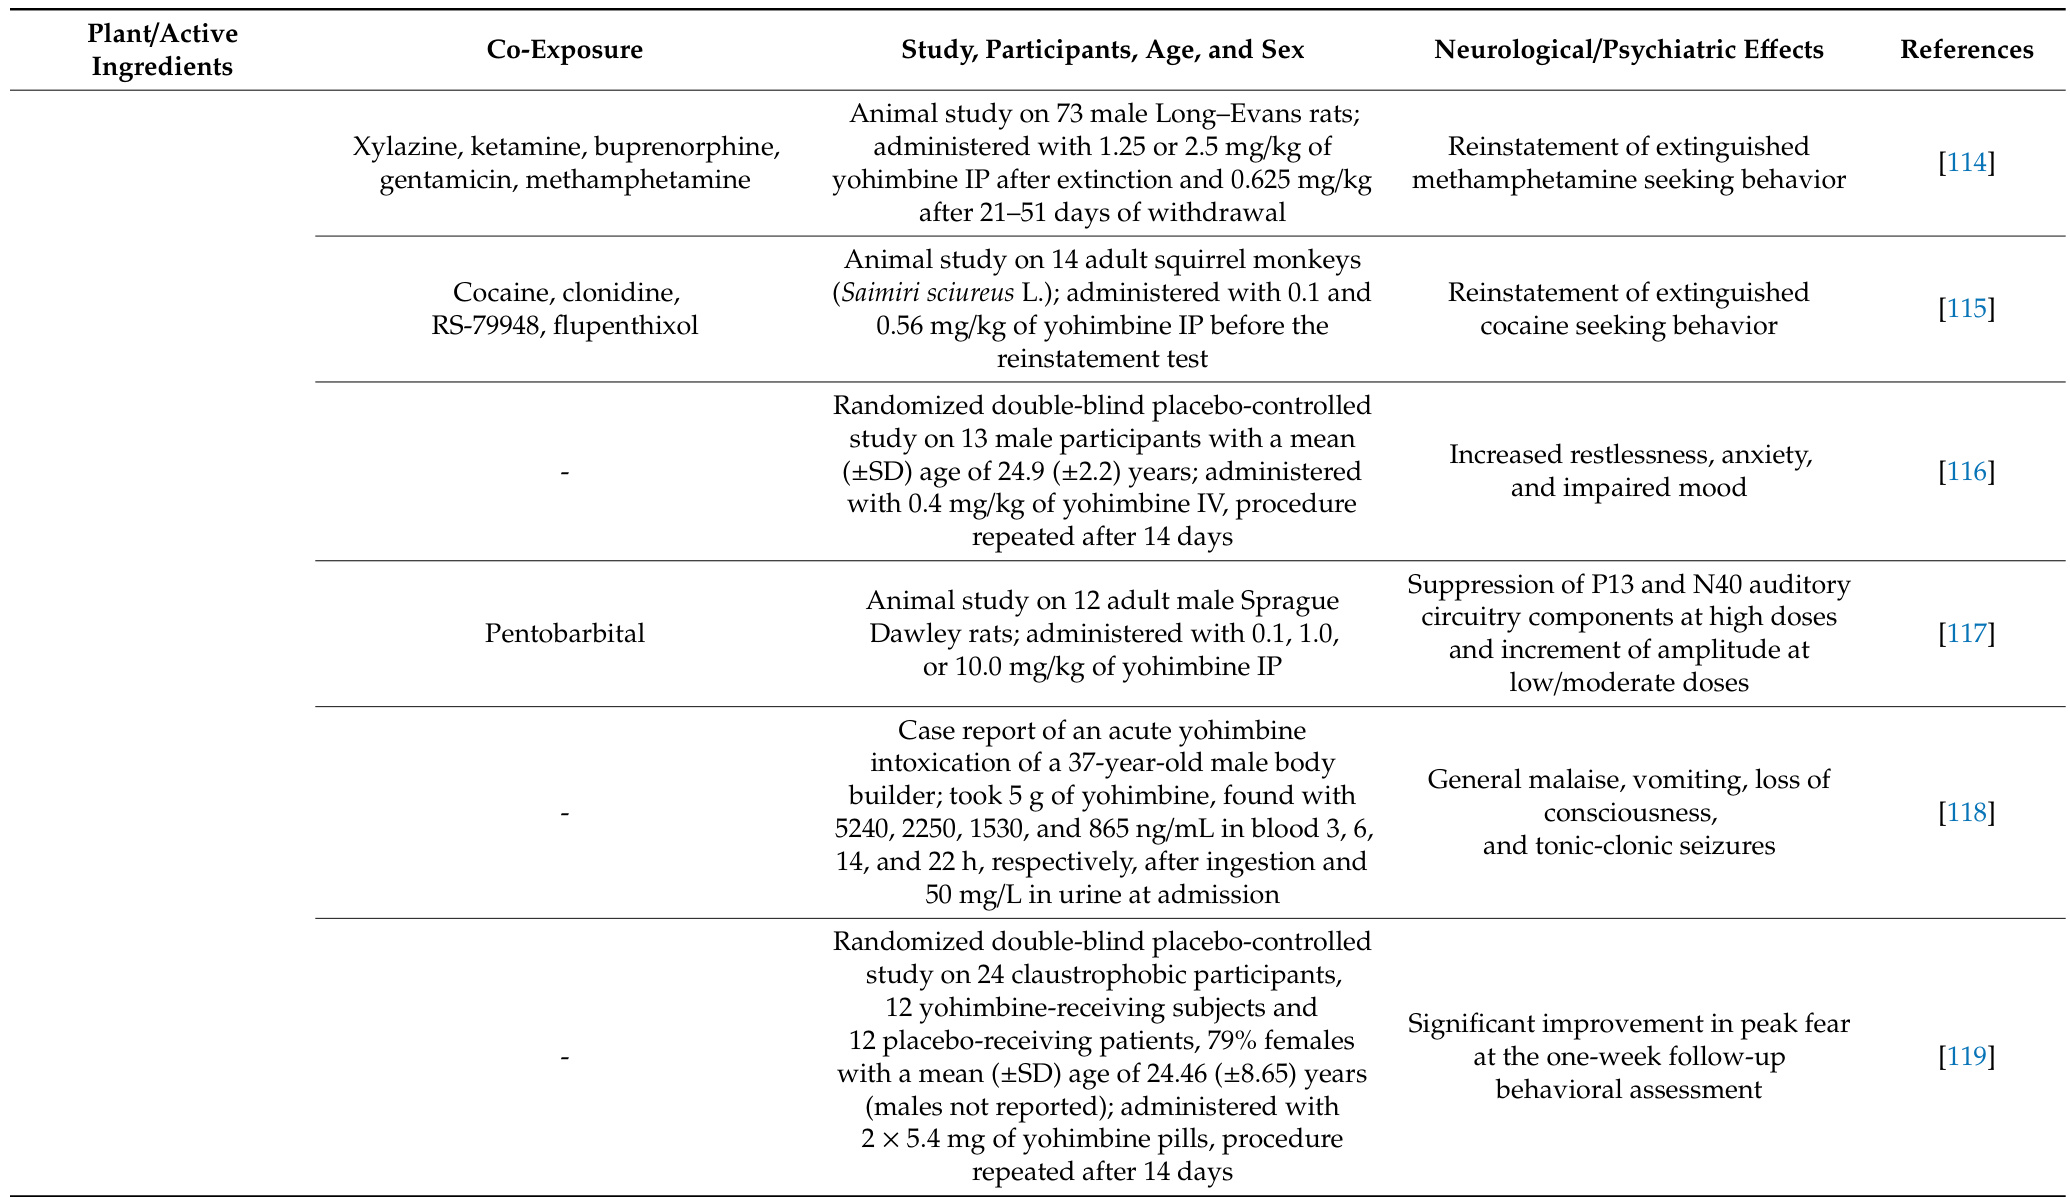 Plant/Active
Ingredients
Co-Exposure
Study, Participants, Age, and Sex
Neurological/Psychiatric Effects
References
Xylazine, ketamine, buprenorphine,
gentamicin, methamphetamine
Animal study on 73 male Long–Evans rats;
administered with 1.25 or 2.5 mg/kg of
yohimbine IP after extinction and 0.625 mg/kg
after 21–51 days of withdrawal
Reinstatement of extinguished
methamphetamine seeking behavior
[114]
Cocaine, clonidine,
RS-79948, flupenthixol
Animal study on 14 adult squirrel monkeys
(Saimiri sciureus L.); administered with 0.1 and
0.56 mg/kg of yohimbine IP before the
reinstatement test
Reinstatement of extinguished
cocaine seeking behavior
[115]
-
Randomized double-blind placebo-controlled
study on 13 male participants with a mean
(±SD) age of 24.9 (±2.2) years; administered
with 0.4 mg/kg of yohimbine IV, procedure
repeated after 14 days
Increased restlessness, anxiety,
and impaired mood
[116]
Pentobarbital
Animal study on 12 adult male Sprague
Dawley rats; administered with 0.1, 1.0,
or 10.0 mg/kg of yohimbine IP
Suppression of P13 and N40 auditory
circuitry components at high doses
and increment of amplitude at
low/moderate doses
[117]
-
Case report of an acute yohimbine
intoxication of a 37-year-old male body
builder; took 5 g of yohimbine, found with
5240, 2250, 1530, and 865 ng/mL in blood 3, 6,
14, and 22 h, respectively, after ingestion and
50 mg/L in urine at admission
General malaise, vomiting, loss of
consciousness,
and tonic-clonic seizures
[118]
-
Randomized double-blind placebo-controlled
study on 24 claustrophobic participants,
12 yohimbine-receiving subjects and
12 placebo-receiving patients, 79% females
with a mean (±SD) age of 24.46 (±8.65) years
(males not reported); administered with
2 × 5.4 mg of yohimbine pills, procedure
repeated after 14 days
Significant improvement in peak fear
at the one-week follow-up
behavioral assessment
[119]